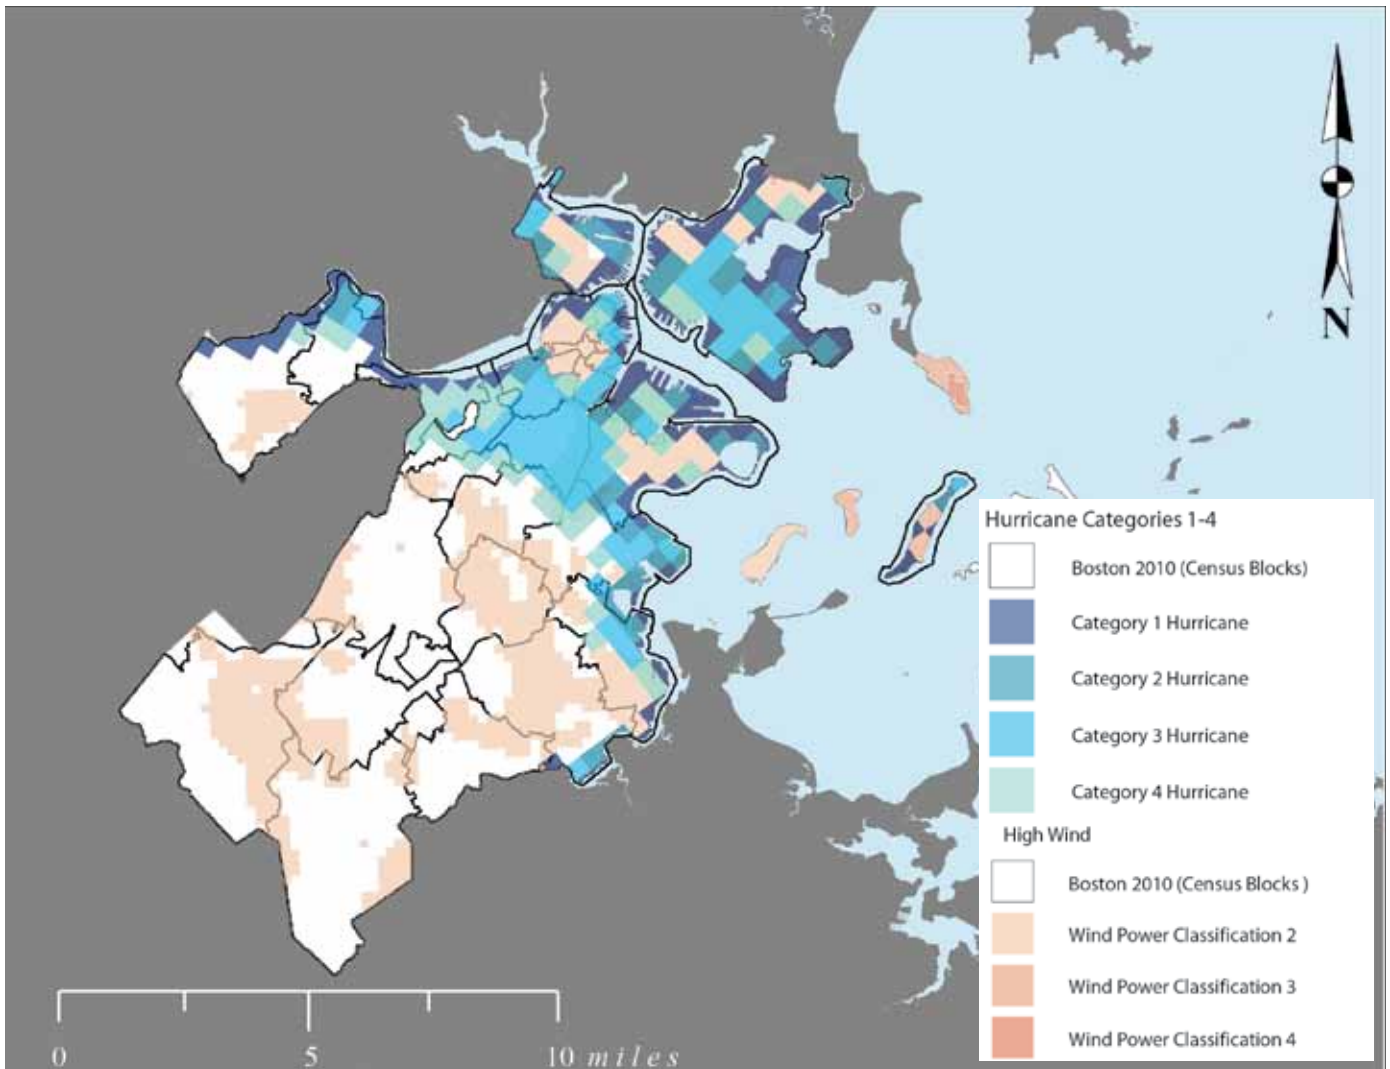 N
Hurricane Categories 1-4
Boston 2010 (Census Blocks)
Category 1 Hurricane
Category 2 Hurricane
Category 3 Hurricane
Category 4 Hurricane
High Wind
Boston 2010 (Census Blocks )
Wind Power Classification 2
Wind Power Classification 3
Wind Power Classification 4
0 5 10 miles